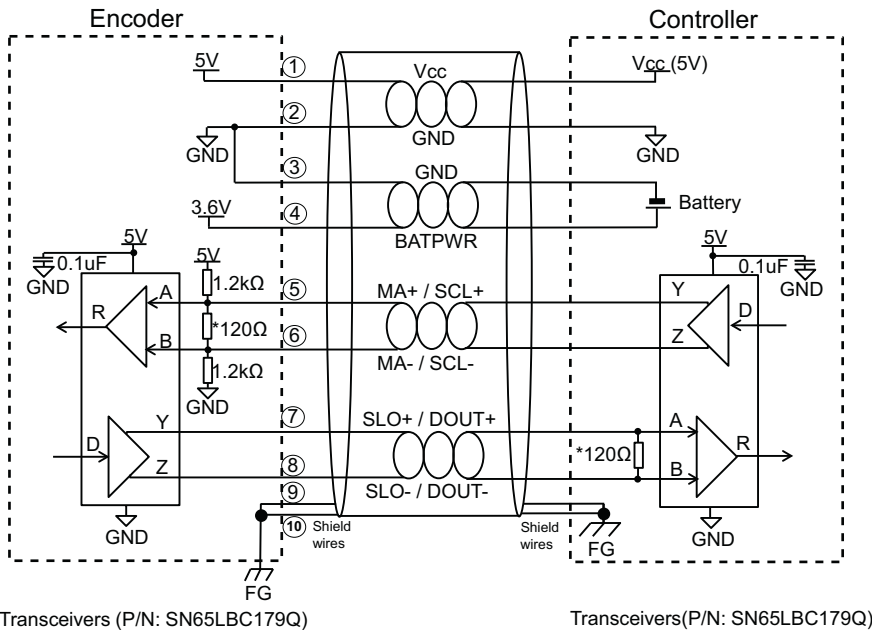 Encoder
Controller
5V
①
Vcc
Vcc (5V)
②
GND
GND
GND
③
GND
3.6V
④
BATPWR
Battery
5V
0.1uF
GND
5V
1.2kΩ
*120Ω
1.2kΩ
GND
A
R
B
⑤
MA+ / SCL+
⑥
MA- / SCL-
5V
0.1uF
GND
Y
D
Z
⑦
SLO+ / DOUT+
⑧
SLO- / DOUT-
Y
D
Z
GND
*120Ω
A
R
B
GND
⑨
⑩
Shield
wires
Shield
wires
FG
FG
Transceivers (P/N: SN65LBC179Q)
Transceivers(P/N: SN65LBC179Q)